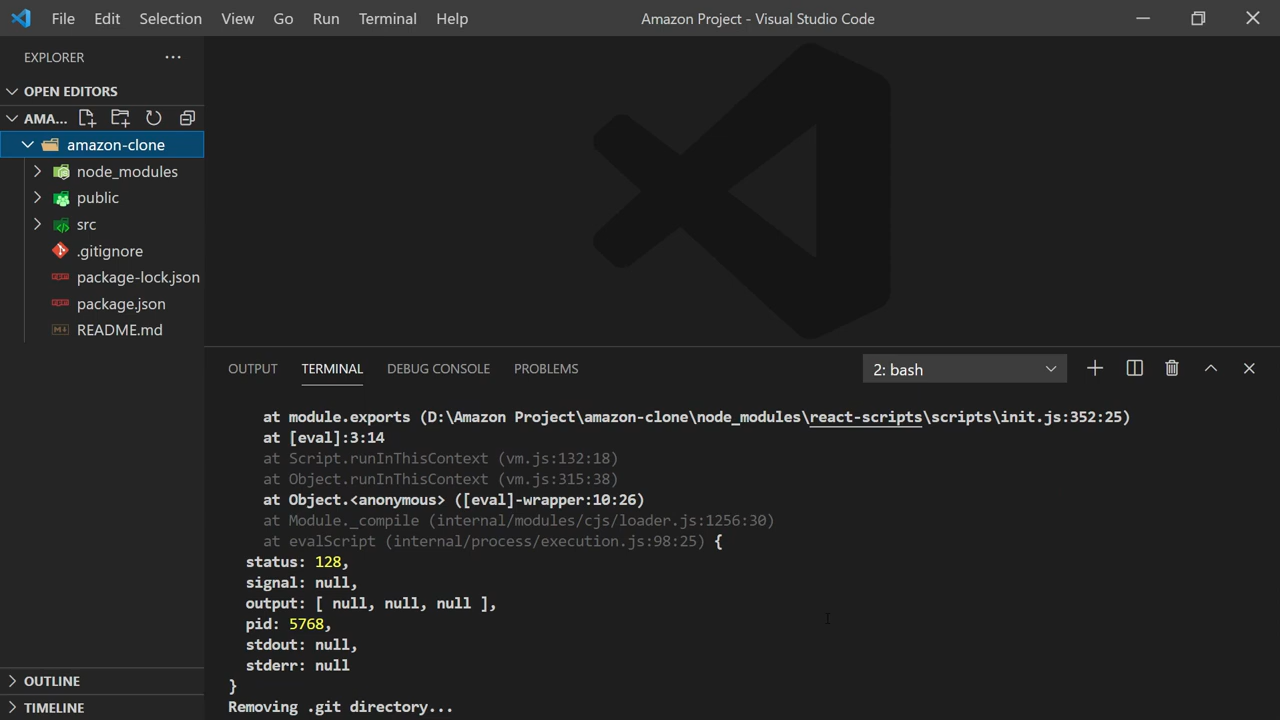 File Edit Selection View Go Run Terminal Help
Amazon Project - Visual Studio Code
EXPLORER
OPEN EDITORS
AMA...
amazon-clone
node_modules
public
src
.gitignore
package-lock.json
package.json
README.md
OUTLINE
TIMELINE
OUTPUT TERMINAL DEBUG CONSOLE PROBLEMS
2: bash
at module.exports (D:\Amazon Project\amazon-clone\node_modules\react-scripts\scripts\init.js:352:25)
at [eval]:3:14
at Script.runInThisContext (vm.js:132:18)
at Object.runInThisContext (vm.js:315:38)
at Object.<anonymous> ([eval]-wrapper:10:26)
at Module._compile (internal/modules/cjs/loader.js:1256:30)
at evalScript (internal/process/execution.js:98:25) {
status: 128,
signal: null,
output: [ null, null, null ],
pid: 5768,
stdout: null,
stderr: null
}
Removing .git directory...